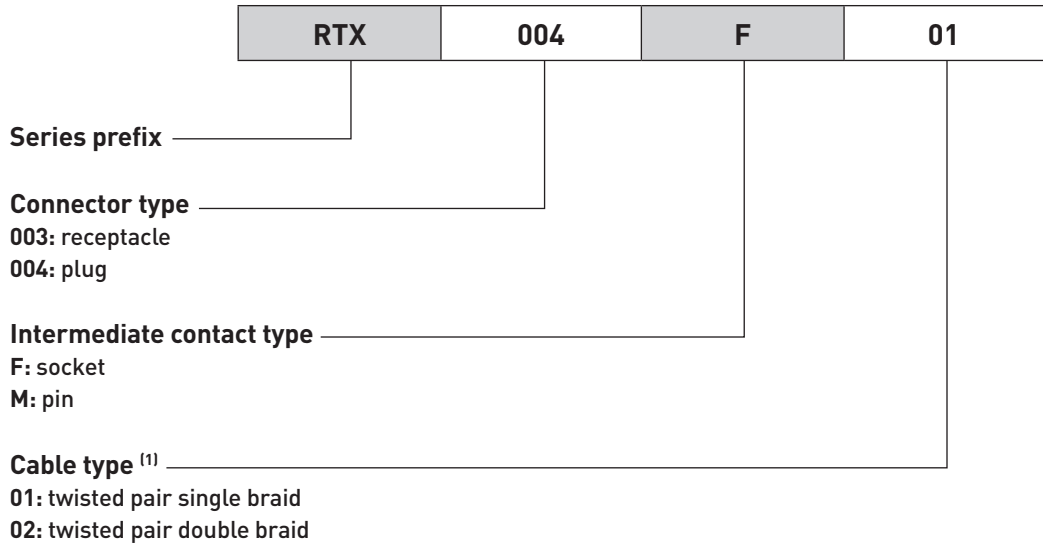 RTX 004 F 01
Series prefix
Connector type
003: receptacle
004: plug
Intermediate contact type
F: socket
M: pin
Cable type (1)
01: twisted pair single braid
02: twisted pair double braid